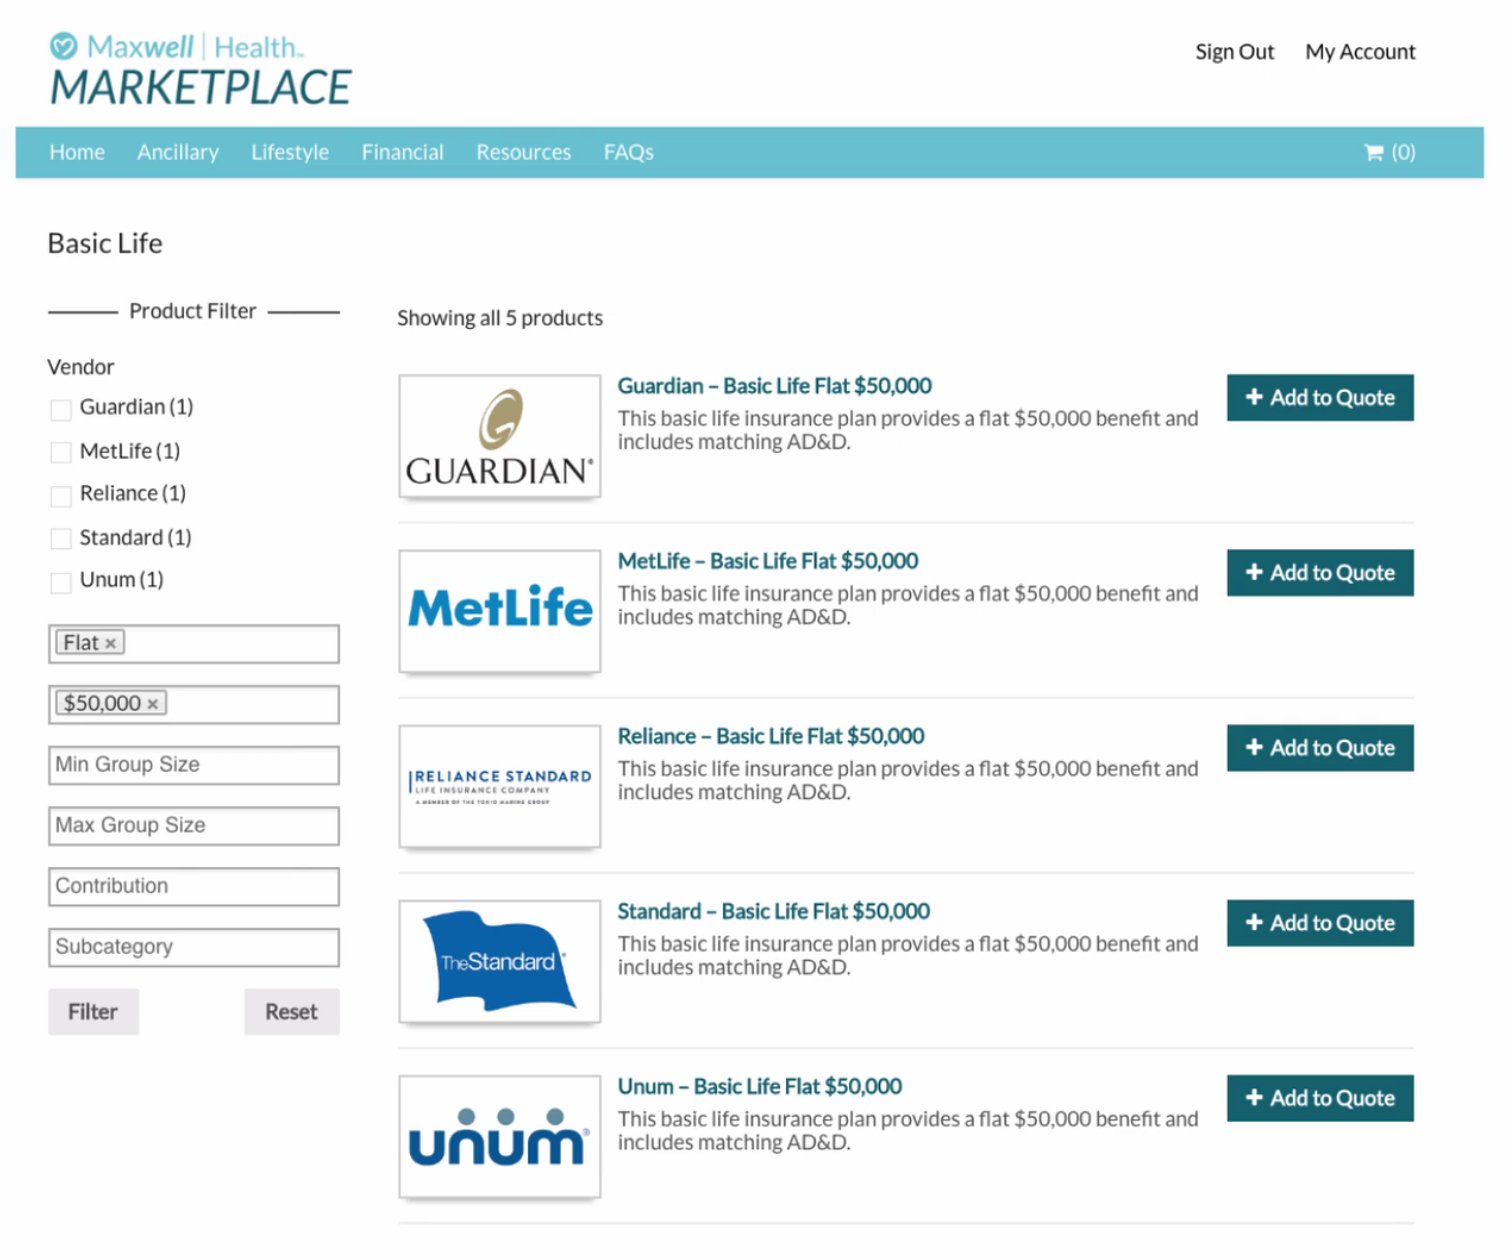 Maxwell | Health™
MARKETPLACE
Sign Out My Account
Home Ancillary Lifestyle Financial Resources FAQs (0)
Basic Life
Product Filter
Vendor
Guardian (1)
MetLife (1)
Reliance (1)
Standard (1)
Unum (1)
Flat ×
$50,000 ×
Min Group Size
Max Group Size
Contribution
Subcategory
Filter Reset
Showing all 5 products
GUARDIAN®
Guardian – Basic Life Flat $50,000
This basic life insurance plan provides a flat $50,000 benefit and
includes matching AD&D.
+ Add to Quote
MetLife
MetLife – Basic Life Flat $50,000
This basic life insurance plan provides a flat $50,000 benefit and
includes matching AD&D.
+ Add to Quote
RELIANCE STANDARD
LIFE INSURANCE COMPANY
A MEMBER OF THE TOKIO MARINE GROUP
Reliance – Basic Life Flat $50,000
This basic life insurance plan provides a flat $50,000 benefit and
includes matching AD&D.
+ Add to Quote
TheStandard®
Standard – Basic Life Flat $50,000
This basic life insurance plan provides a flat $50,000 benefit and
includes matching AD&D.
+ Add to Quote
unum®
Unum – Basic Life Flat $50,000
This basic life insurance plan provides a flat $50,000 benefit and
includes matching AD&D.
+ Add to Quote